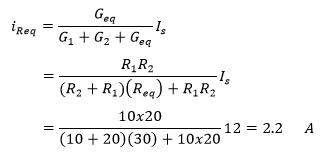 i_{Req} = \frac{G_{eq}}{G_1 + G_2 + G_{eq}} I_s
= \frac{R_1 R_2}{(R_2 + R_1)(R_{eq}) + R_1 R_2} I_s
= \frac{10x20}{(10 + 20)(30) + 10x20} 12 = 2.2 A